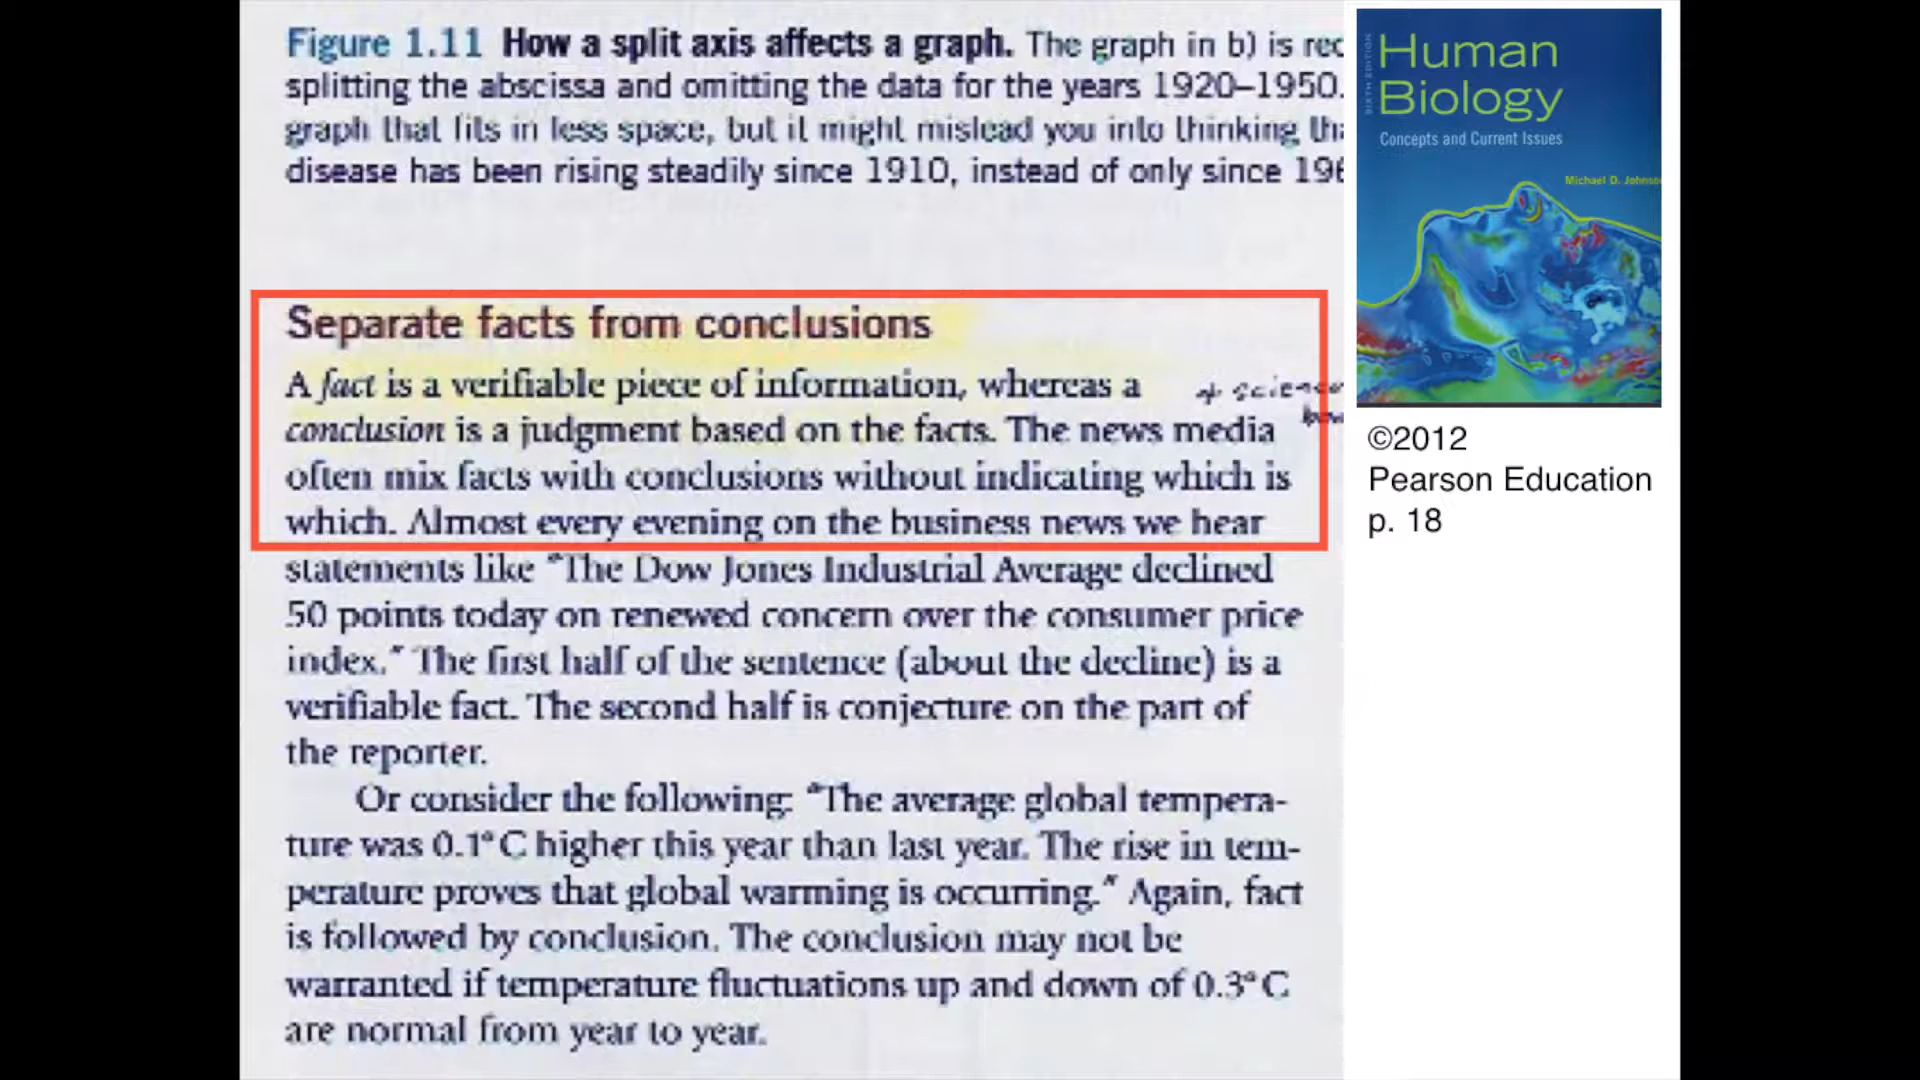 Figure 1.11 How a split axis affects a graph. The graph in b) is rec
splitting the abscissa and omitting the data for the years 1920–1950.
graph that fits in less space, but it might mislead you into thinking tha
disease has been rising steadily since 1910, instead of only since 196
Separate facts from conclusions
A fact is a verifiable piece of information, whereas a
conclusion is a judgment based on the facts. The news media
often mix facts with conclusions without indicating which is
which. Almost every evening on the business news we hear
statements like "The Dow Jones Industrial Average declined
50 points today on renewed concern over the consumer price
index." The first half of the sentence (about the decline) is a
verifiable fact. The second half is conjecture on the part of
the reporter.
Or consider the following: "The average global tempera-
ture was 0.1°C higher this year than last year. The rise in tem-
perature proves that global warming is occurring." Again, fact
is followed by conclusion. The conclusion may not be
warranted if temperature fluctuations up and down of 0.3°C
are normal from year to year.
science
SIXTH EDITION
Human
Biology
Concepts and Current Issues
Michael D. Johnso
©2012
Pearson Education
p. 18